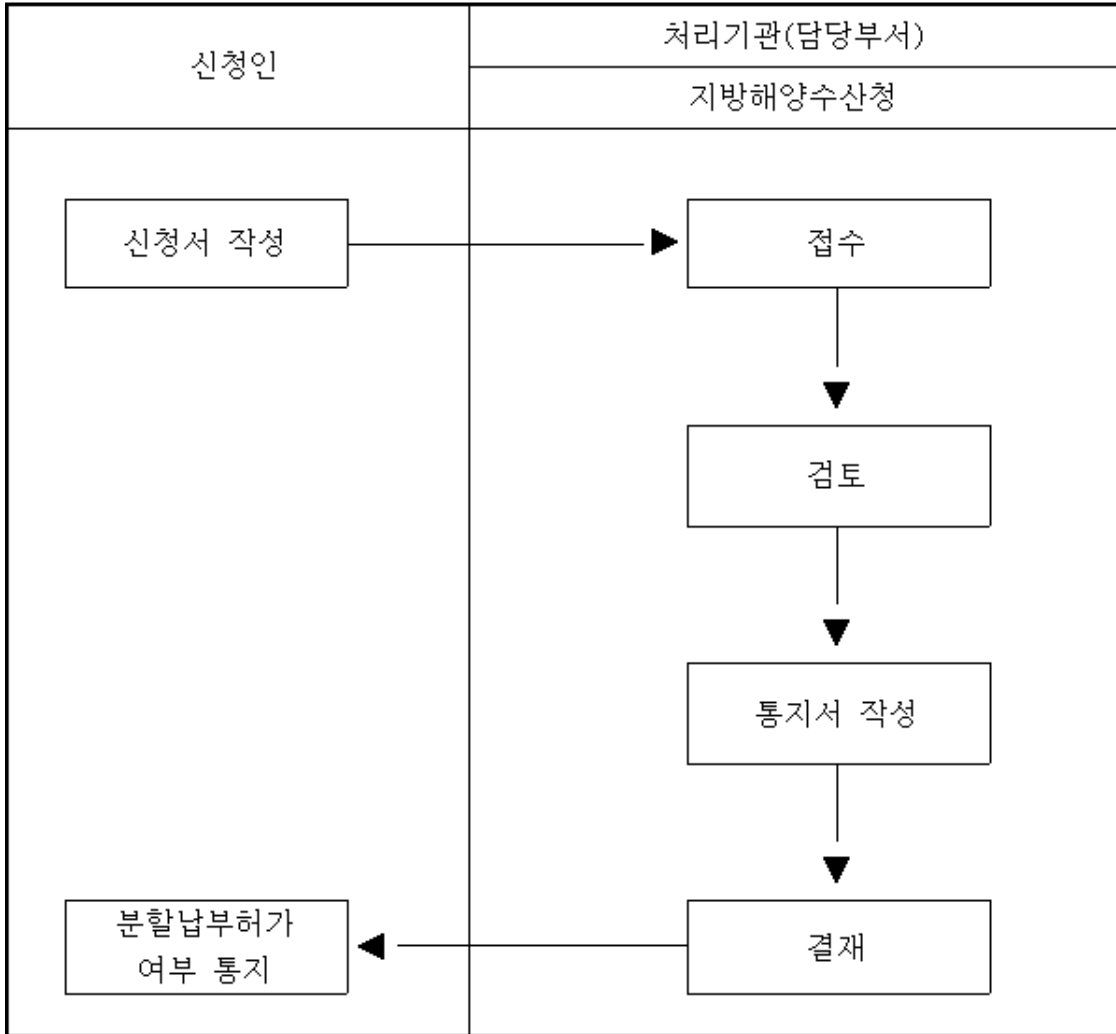 신청인
처리기관(담당부서)
지방해양수산청
신청서 작성
접수
검토
통지서 작성
결재
분할납부허가
여부 통지